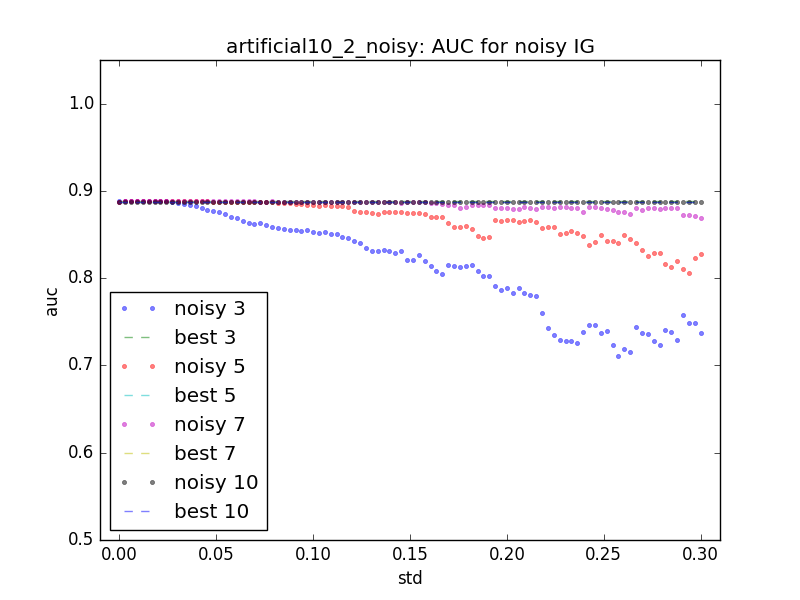 artificial10_2_noisy: AUC for noisy IG
1.0
0.9
0.8
0.7
0.6
0.5
auc
noisy 3
best 3
noisy 5
best 5
noisy 7
best 7
noisy 10
best 10
0.00 0.05 0.10 0.15 0.20 0.25 0.30
std